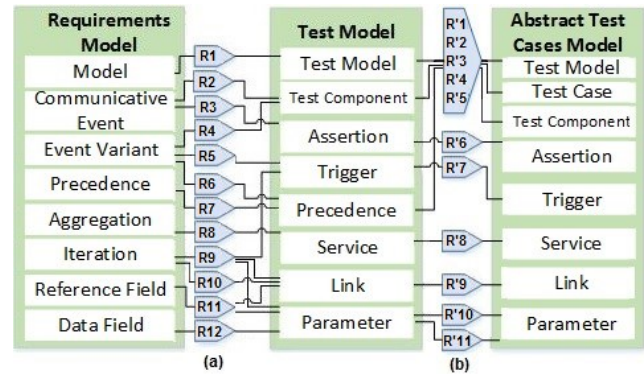 Requirements
Model
Model
Communicative
Event
Event Variant
Precedence
Aggregation
Iteration
Reference Field
Data Field
R1
R2
R3
R4
R5
R6
R7
R8
R9
R10
R11
R12
(a)
Test Model
Test Model
Test Component
Assertion
Trigger
Precedence
Service
Link
Parameter
R'1
R'2
R'3
R'4
R'5
R'6
R'7
R'8
R'9
R'10
R'11
(b)
Abstract Test
Cases Model
Test Model
Test Case
Test Component
Assertion
Trigger
Service
Link
Parameter